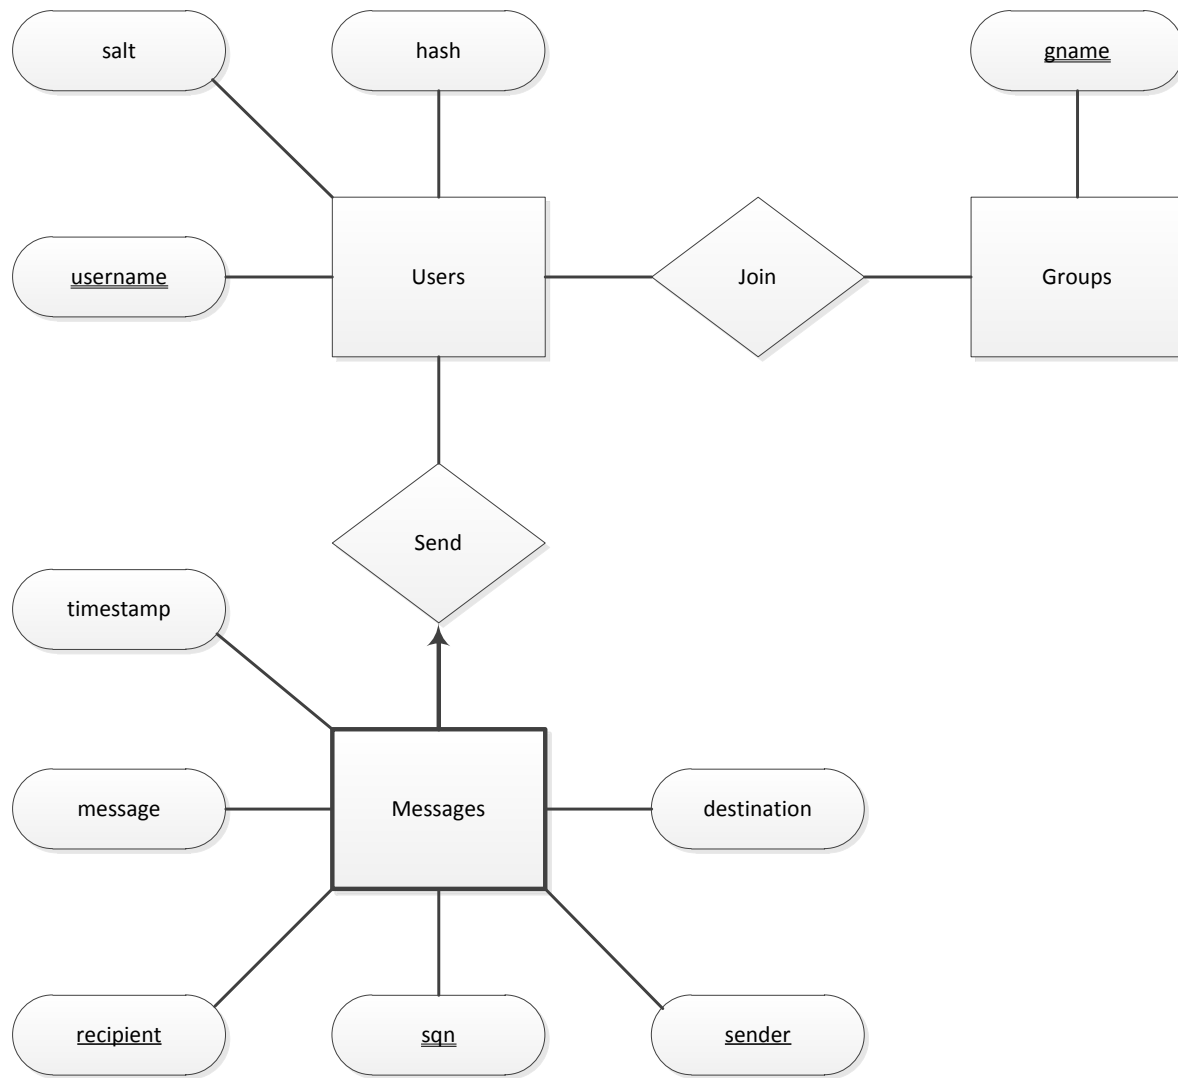 salt
hash
gname
username
Users
Join
Groups
Send
timestamp
message
Messages
destination
recipient
sqn
sender